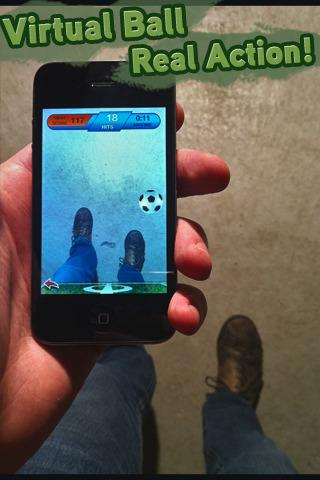 Virtual Ball
Real Action!
117
18
HITS
0:11